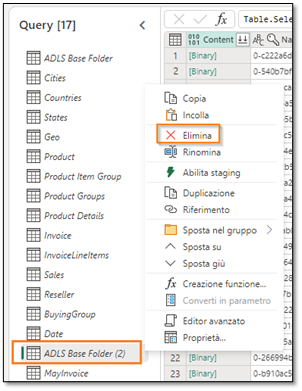 Query [17]
Table.Sele
ADLS Base Folder
Cities
Countries
States
Geo
Product
Product Item Group
Product Groups
Product Details
Invoice
InvoiceLineItems
Sales
Reseller
BuyingGroup
Date
ADLS Base Folder (2)
MayInvoice
Content
1 [Binary] 0-c222a6d
2 [Binary] 0-540b7bf
Copia
Incolla
Elimina
Rinomina
Abilita staging
Duplicazione
Riferimento
Sposta nel gruppo
Sposta su
Sposta giù
Creazione funzione...
Converti in parametro
Editor avanzato
Proprietà...
22 [Binary] 0-266994b
23 [Binary] 0-b910ac5